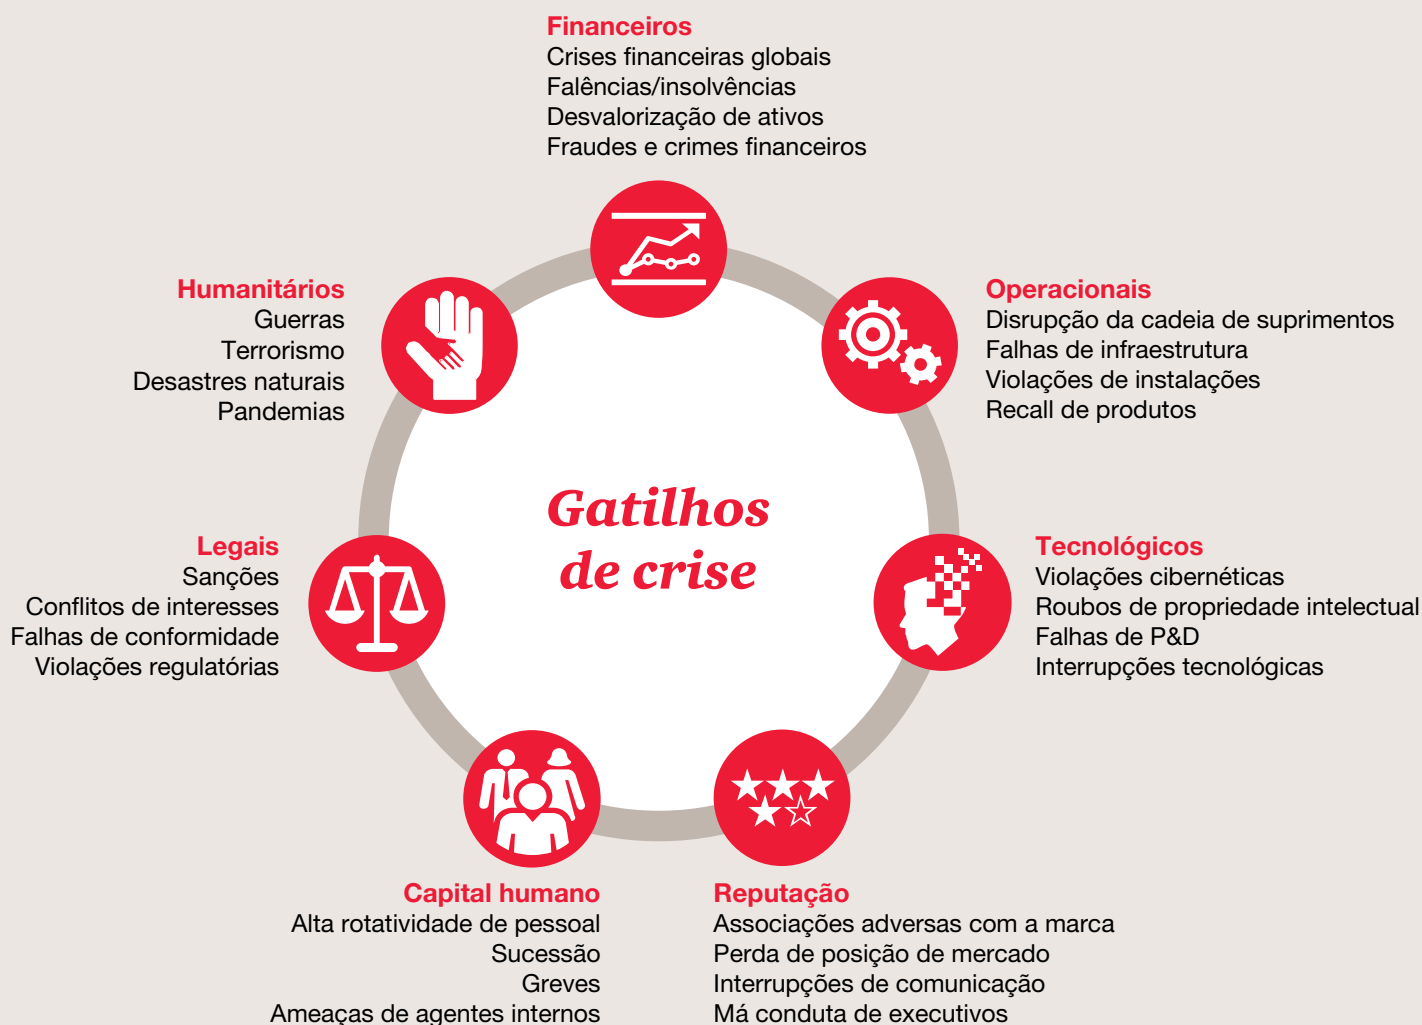 Financeiros
Crises financeiras globais
Falências/insolvências
Desvalorização de ativos
Fraudes e crimes financeiros
Humanitários
Guerras
Terrorismo
Desastres naturais
Pandemias
Operacionais
Disrupção da cadeia de suprimentos
Falhas de infraestrutura
Violações de instalações
Recall de produtos
Gatilhos
de crise
Legais
Sanções
Conflitos de interesses
Falhas de conformidade
Violações regulatórias
Tecnológicos
Violações cibernéticas
Roubos de propriedade intelectual
Falhas de P&D
Interrupções tecnológicas
Capital humano
Alta rotatividade de pessoal
Sucessão
Greves
Ameaças de agentes internos
Reputação
Associações adversas com a marca
Perda de posição de mercado
Interrupções de comunicação
Má conduta de executivos